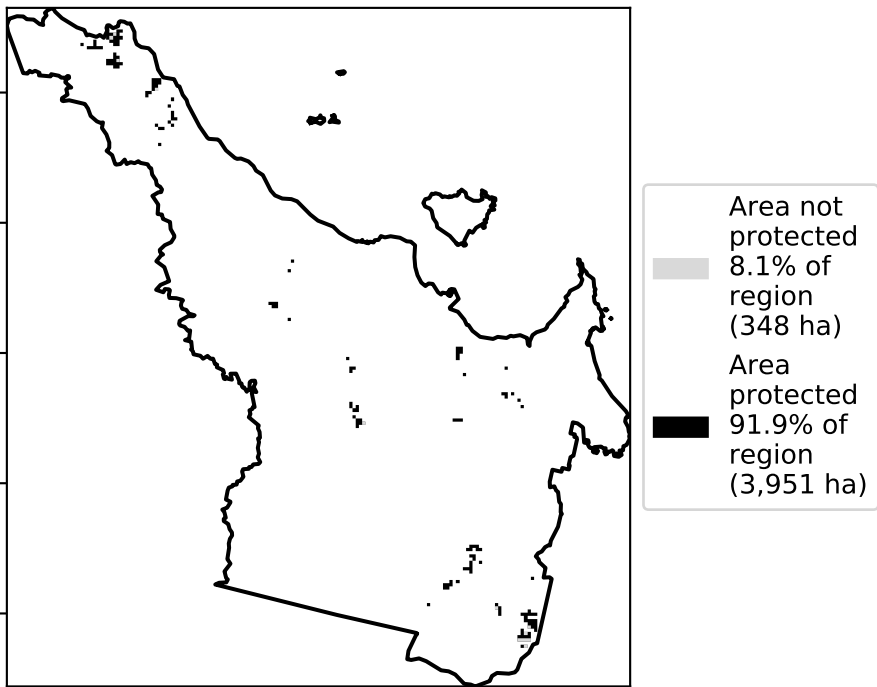 Area not
protected
8.1% of
region
(348 ha)
Area
protected
91.9% of
region
(3,951 ha)